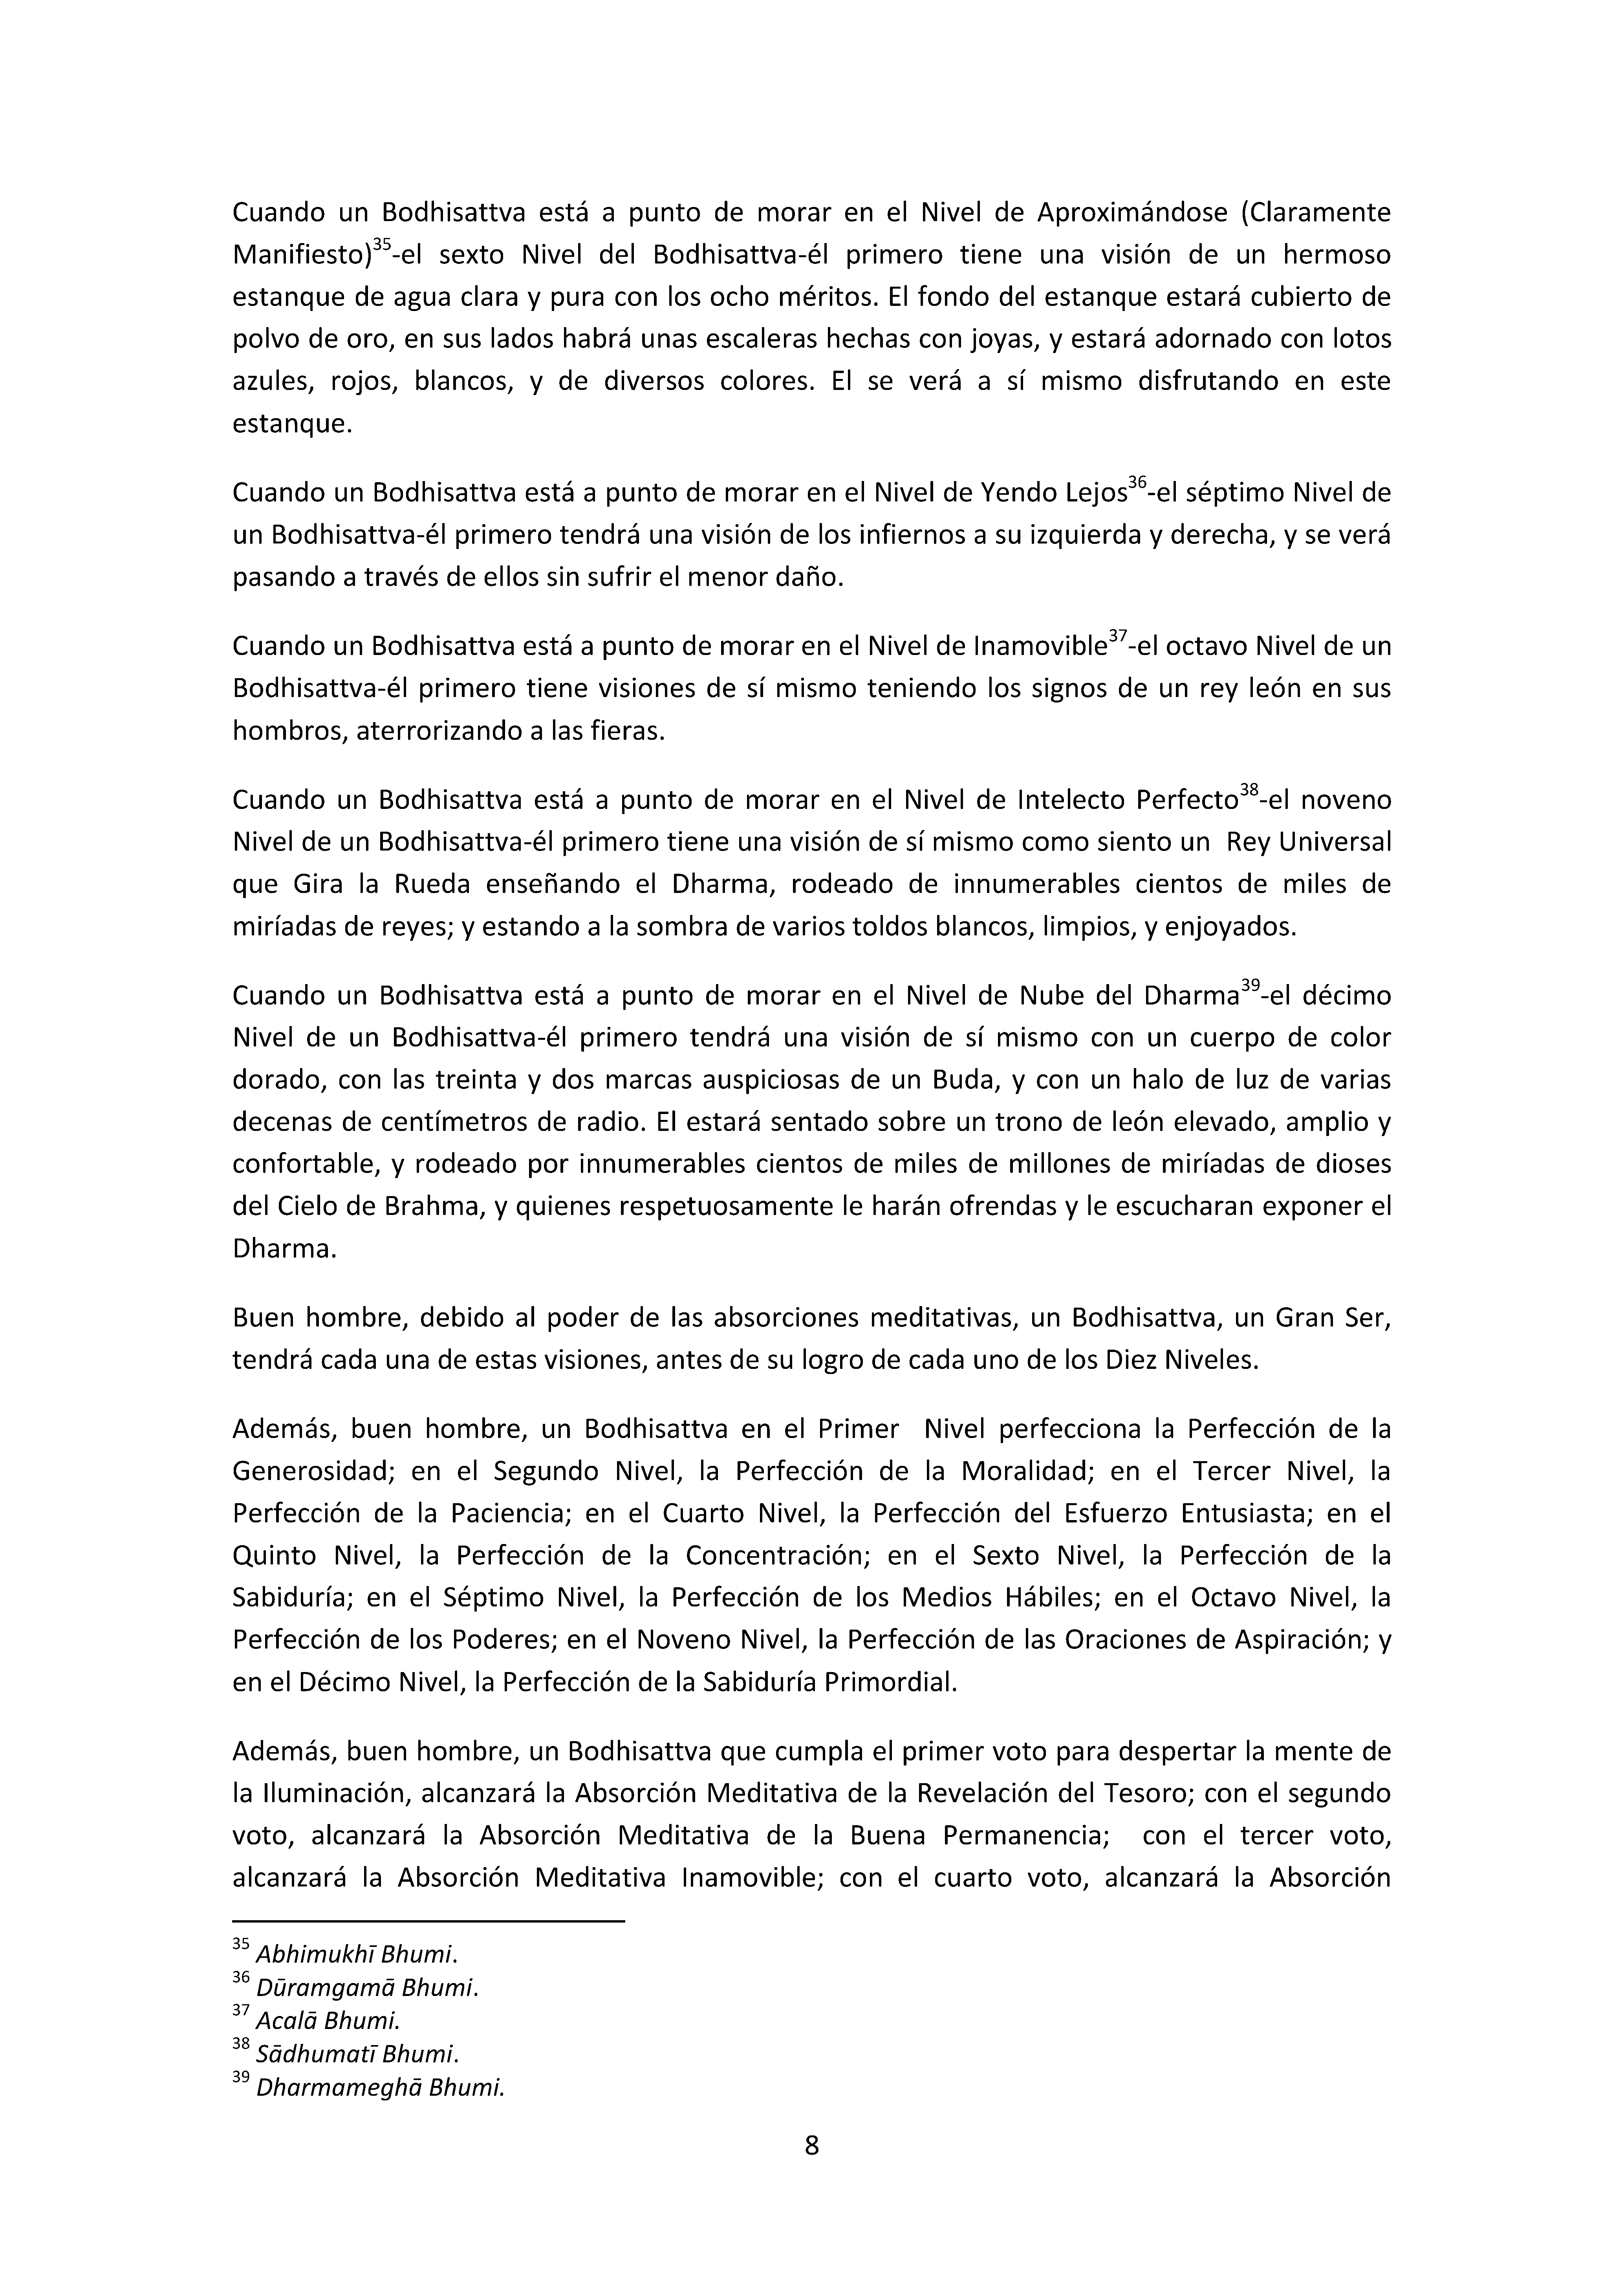 Cuando un Bodhisattva está a punto de morar en el Nivel de Aproximándose (Claramente
Manifiesto)35-el sexto Nivel del Bodhisattva-él primero tiene una visión de un hermoso
estanque de agua clara y pura con los ocho méritos. El fondo del estanque estará cubierto de
polvo de oro, en sus lados habrá unas escaleras hechas con joyas, y estará adornado con lotos
azules, rojos, blancos, y de diversos colores. El se verá a sí mismo disfrutando en este
estanque.
Cuando un Bodhisattva está a punto de morar en el Nivel de Yendo Lejos36-el séptimo Nivel de
un Bodhisattva-él primero tendrá una visión de los infiernos a su izquierda y derecha, y se verá
pasando a través de ellos sin sufrir el menor daño.
Cuando un Bodhisattva está a punto de morar en el Nivel de Inamovible37-el octavo Nivel de un
Bodhisattva-él primero tiene visiones de sí mismo teniendo los signos de un rey león en sus
hombros, aterrorizando a las fieras.
Cuando un Bodhisattva está a punto de morar en el Nivel de Intelecto Perfecto38-el noveno
Nivel de un Bodhisattva-él primero tiene una visión de sí mismo como siento un Rey Universal
que Gira la Rueda enseñando el Dharma, rodeado de innumerables cientos de miles de
miríadas de reyes; y estando a la sombra de varios toldos blancos, limpios, y enjoyados.
Cuando un Bodhisattva está a punto de morar en el Nivel de Nube del Dharma39-el décimo
Nivel de un Bodhisattva-él primero tendrá una visión de sí mismo con un cuerpo de color
dorado, con las treinta y dos marcas auspiciosas de un Buda, y con un halo de luz de varias
decenas de centímetros de radio. El estará sentado sobre un trono de león elevado, amplio y
confortable, y rodeado por innumerables cientos de miles de millones de miríadas de dioses
del Cielo de Brahma, y quienes respetuosamente le harán ofrendas y le escucharan exponer el
Dharma.
Buen hombre, debido al poder de las absorciones meditativas, un Bodhisattva, un Gran Ser,
tendrá cada una de estas visiones, antes de su logro de cada uno de los Diez Niveles.
Además, buen hombre, un Bodhisattva en el Primer Nivel perfecciona la Perfección de la
Generosidad; en el Segundo Nivel, la Perfección de la Moralidad; en el Tercer Nivel, la
Perfección de la Paciencia; en el Cuarto Nivel, la Perfección del Esfuerzo Entusiasta; en el
Quinto Nivel, la Perfección de la Concentración; en el Sexto Nivel, la Perfección de la
Sabiduría; en el Séptimo Nivel, la Perfección de los Medios Hábiles; en el Octavo Nivel, la
Perfección de los Poderes; en el Noveno Nivel, la Perfección de las Oraciones de Aspiración; y
en el Décimo Nivel, la Perfección de la Sabiduría Primordial.
Además, buen hombre, un Bodhisattva que cumpla el primer voto para despertar la mente de
la Iluminación, alcanzará la Absorción Meditativa de la Revelación del Tesoro; con el segundo
voto, alcanzará la Absorción Meditativa de la Buena Permanencia; con el tercer voto,
alcanzará la Absorción Meditativa Inamovible; con el cuarto voto, alcanzará la Absorción
35 Abhimukhī Bhumi.
36 Dūramgamā Bhumi.
37 Acalā Bhumi.
38 Sādhumatī Bhumi.
39 Dharmameghā Bhumi.
8